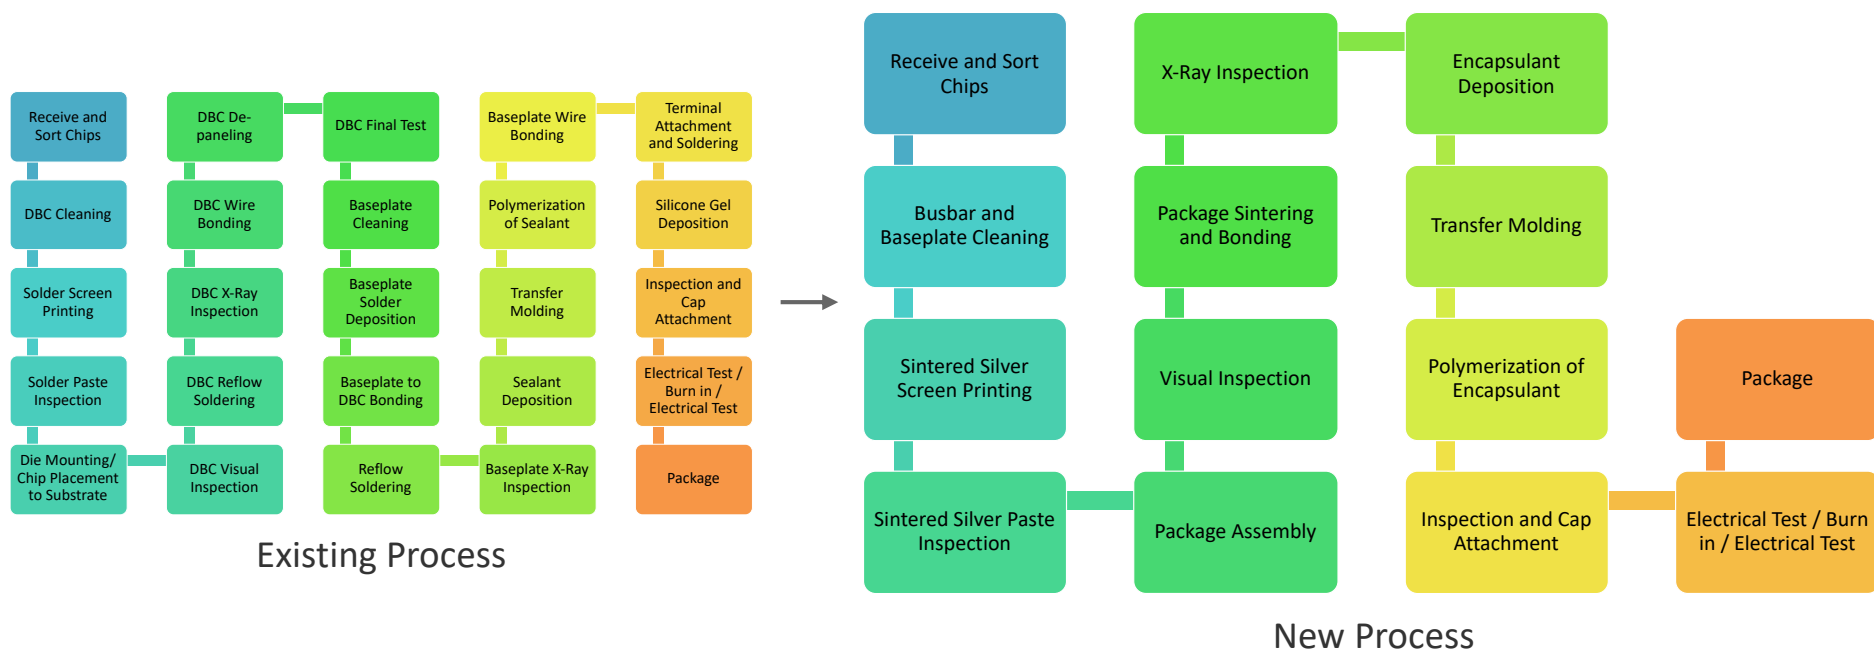 Receive and
Sort Chips
DBC Cleaning
Solder Screen
Printing
Solder Paste
Inspection
Die Mounting/
Chip Placement
to Substrate
DBC Visual
Inspection
DBC Reflow
Soldering
DBC X-Ray
Inspection
DBC Wire
Bonding
DBC De-
paneling
DBC Final Test
Baseplate
Cleaning
Baseplate
Solder
Deposition
Baseplate to
DBC Bonding
Reflow
Soldering
Baseplate X-Ray
Inspection
Sealant
Deposition
Transfer
Molding
Polymerization
of Sealant
Baseplate Wire
Bonding
Terminal
Attachment
and Soldering
Silicone Gel
Deposition
Inspection and
Cap
Attachment
Electrical Test /
Burn in /
Electrical Test
Package
Existing Process
Receive and Sort
Chips
Busbar and
Baseplate Cleaning
Sintered Silver
Screen Printing
Sintered Silver Paste
Inspection
Package Assembly
Visual Inspection
Package Sintering
and Bonding
X-Ray Inspection
Encapsulant
Deposition
Transfer Molding
Polymerization of
Encapsulant
Inspection and Cap
Attachment
Electrical Test / Burn
in / Electrical Test
Package
New Process